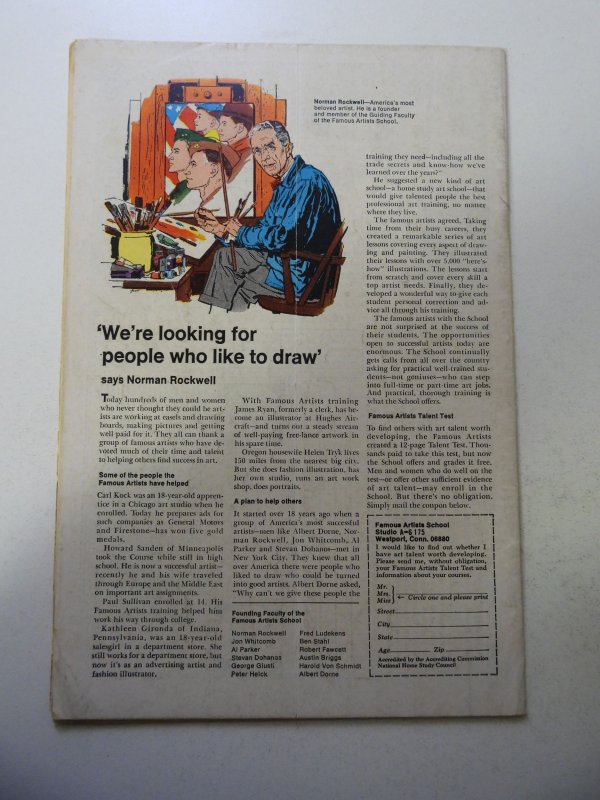 Norman Rockwell—America's most
beloved artist. He is a founder
and member of the Guiding Faculty
of the Famous Artists School.
'We're looking for
people who like to draw'
says Norman Rockwell
Today hundreds of men and women
who never thought they could be art-
ists are working at easels and drawing
boards, making pictures and getting
well paid for it. They all can thank a
group of famous artists who have de-
voted much of their time and talent
to helping others find success in art.
Some of the people the
Famous Artists have helped
Carl Kock was an 18-year-old appren-
tice in a Chicago art studio when he
enrolled. Today he prepares ads for
such companies as General Motors
and Firestone—has won five gold
medals.
Howard Sanden of Minneapolis
took the Course while still in high
school. He is now a successful artist—
recently he and his wife traveled
through Europe and the Middle East
on important art assignments.
Paul Sullivan enrolled at 14. His
Famous Artists training helped him
work his way through college.
Kathleen Gironda of Indiana,
Pennsylvania, was an 18-year-old
salesgirl in a department store. She
still works for a department store, but
now it's as an advertising artist and
fashion illustrator.
With Famous Artists training
James Ryan, formerly a clerk, has be-
come an illustrator at Hughes Air-
craft—and turns out a steady stream
of well-paying free-lance artwork in
his spare time.
Oregon housewife Helen Tryk lives
150 miles from the nearest big city.
But she does fashion illustration, has
her own studio, runs an art work
shop, does portraits.
A plan to help others
It started over 18 years ago when a
group of America's most successful
artists—men like Albert Dorne, Nor-
man Rockwell, Jon Whitcomb, Al
Parker and Stevan Dohanos—met in
New York City. They knew that all
over America there were people who
liked to draw who could be turned
into good artists. Albert Dorne asked,
"Why can't we give these people the
Founding Faculty of the
Famous Artists School
Norman Rockwell
Jon Whitcomb
Al Parker
Stevan Dohanos
George Giusti
Peter Helck
Fred Ludekens
Ben Stahl
Robert Fawcett
Austin Briggs
Harold Von Schmidt
Albert Dorne
training they need—including all the
trade secrets and know-how we've
learned over the years?"
He suggested a new kind of art
school—a home study art school—that
would give talented people the best
professional art training, no matter
where they live.
The famous artists agreed. Taking
time from their busy careers, they
created a remarkable series of art
lessons covering every aspect of draw-
ing and painting. They illustrated
their lessons with over 5,000 "here's-
how" illustrations. The lessons start
from scratch and cover every skill a
top artist needs. Finally, they de-
veloped a wonderful way to give each
student personal correction and ad-
vice all through his training.
The famous artists with the School
are not surprised at the success of
their students. The opportunities
open to successful artists today are
enormous. The School continually
gets calls from all over the country
asking for practical well-trained stu-
dents—not geniuses—who can step
into full-time or part-time art jobs.
And practical, thorough training is
what the School offers.
Famous Artists Talent Test
To find others with art talent worth
developing, the Famous Artists
created a 12-page Talent Test. Thou-
sands paid to take this test, but now
the School offers and grades it free.
Men and women who do well on the
test—or offer other sufficient evidence
of art talent—may enroll in the
School. But there's no obligation.
Simply mail the coupon below.
Famous Artists School
Studio A-5175
Westport, Conn. 06880
I would like to find out whether I
have art talent worth developing.
Please send me, without obligation,
your Famous Artists Talent Test and
information about your courses.
Mr.
Mrs.
Miss
← Circle one and please print
Street
City
State
Age Zip
Accredited by the Accrediting Commission
National Home Study Council